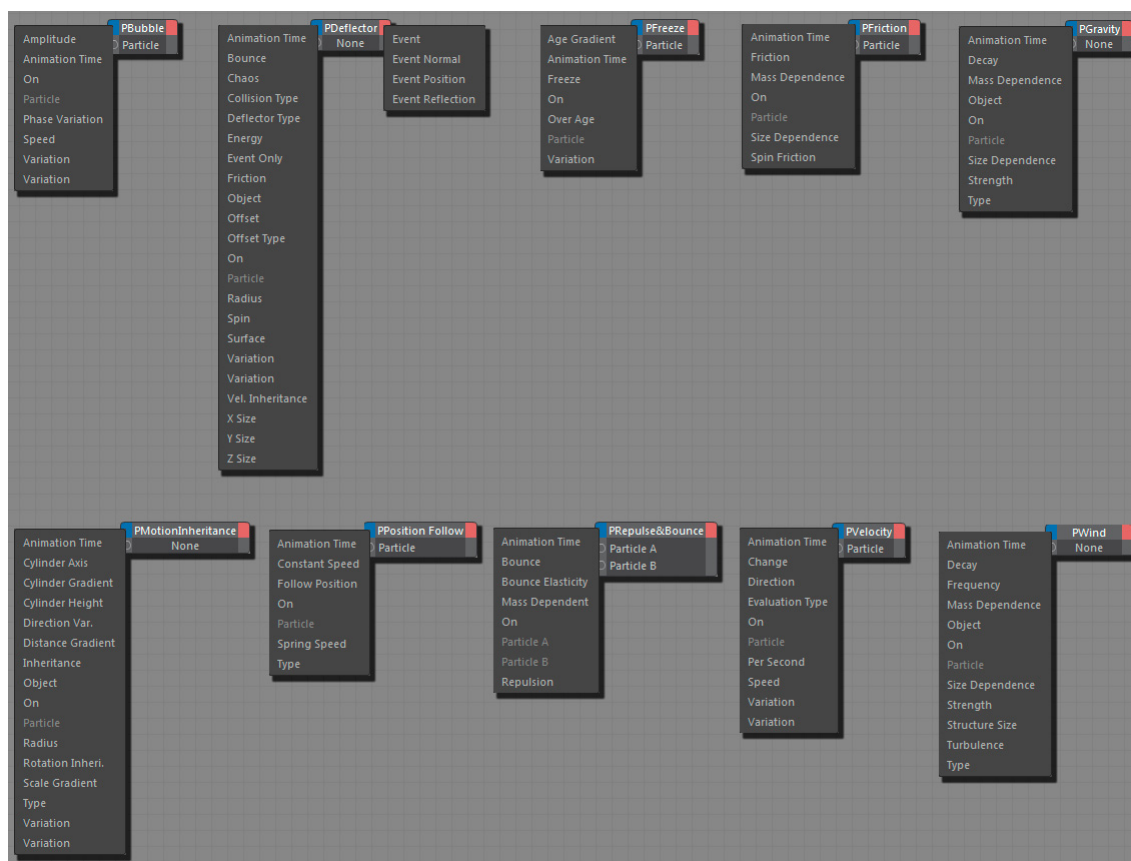 PBubble
Particle
Amplitude
Animation Time
On
Particle
Phase Variation
Speed
Variation
Variation
PDeflector
None
Animation Time
Bounce
Chaos
Collision Type
Deflector Type
Energy
Event Only
Friction
Object
Offset
Offset Type
On
Particle
Radius
Spin
Surface
Variation
Variation
Vel. Inheritance
X Size
Y Size
Z Size
Event
Event Normal
Event Position
Event Reflection
PFreeze
Particle
Age Gradient
Animation Time
Freeze
On
Over Age
Particle
Variation
PFriction
Particle
Animation Time
Friction
Mass Dependence
On
Particle
Size Dependence
Spin Friction
PGravity
None
Animation Time
Decay
Mass Dependence
Object
On
Particle
Size Dependence
Strength
Type
PMotionInheritance
None
Animation Time
Cylinder Axis
Cylinder Gradient
Cylinder Height
Direction Var.
Distance Gradient
Inheritance
Object
On
Particle
Radius
Rotation Inheri.
Scale Gradient
Type
Variation
Variation
PPosition Follow
Particle
Animation Time
Constant Speed
Follow Position
On
Particle
Spring Speed
Type
PRepulse&Bounce
Particle A
Particle B
Animation Time
Bounce
Bounce Elasticity
Mass Dependent
On
Particle A
Particle B
Repulsion
PVelocity
Particle
Animation Time
Change
Direction
Evaluation Type
On
Particle
Per Second
Speed
Variation
Variation
PWind
None
Animation Time
Decay
Frequency
Mass Dependence
Object
On
Particle
Size Dependence
Strength
Structure Size
Turbulence
Type